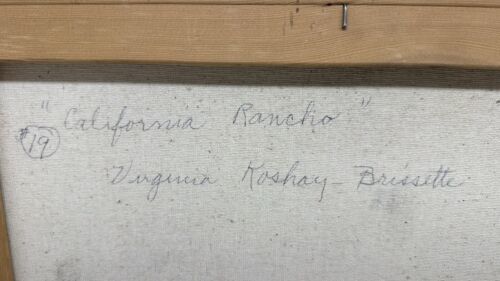 "California Rancho"
#19
Virginia Koshay-Brissette